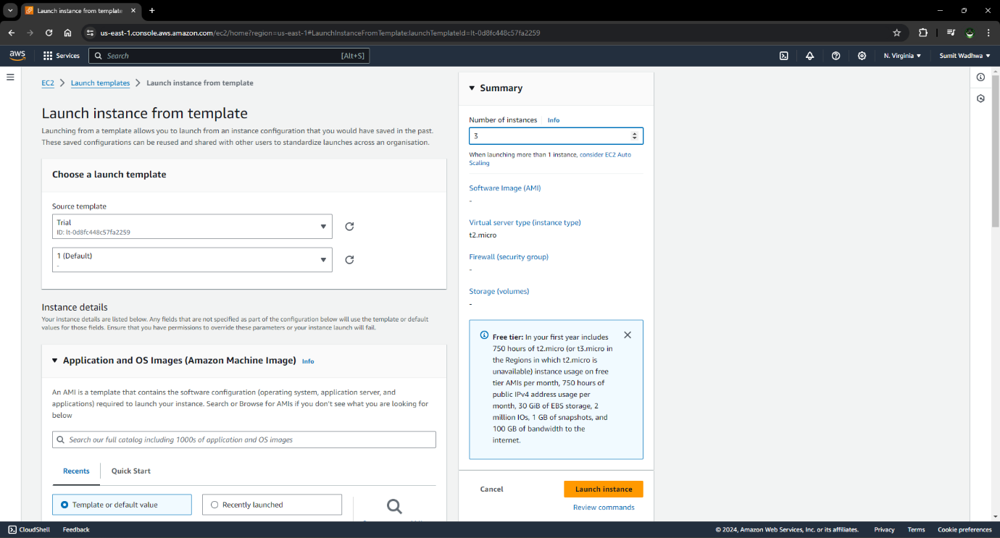 Launch instance from template
us-east-1.console.aws.amazon.com/ec2/home?region=us-east-1#LaunchInstanceFromTemplate:launchTemplateId=lt-0d8fc448c57fa2259
aws
Services
Search
[Alt+S]
N. Virginia
Sumit Wadhwa
EC2
Launch templates
Launch instance from template
Launch instance from template
Launching from a template allows you to launch from an instance configuration that you would have saved in the past.
These saved configurations can be reused and shared with other users to standardize launches across an organisation.
Choose a launch template
Source template
Trial
ID: lt-0d8fc448c57fa2259
1 (Default)
-
Instance details
Your instance details are listed below. Any fields that are not specified as part of the configuration below will use the template or default
values for those fields. Ensure that you have permissions to override these parameters or your instance launch will fail.
Application and OS Images (Amazon Machine Image) Info
An AMI is a template that contains the software configuration (operating system, application server, and
applications) required to launch your instance. Search or Browse for AMIs if you don't see what you are looking for
below
Search our full catalog including 1000s of application and OS images
Recents
Quick Start
Template or default value
Recently launched
Summary
Number of instances Info
3
When launching more than 1 instance, consider EC2 Auto
Scaling
Software Image (AMI)
-
Virtual server type (instance type)
t2.micro
Firewall (security group)
-
Storage (volumes)
-
Free tier: In your first year includes
750 hours of t2.micro (or t3.micro in
the Regions in which t2.micro is
unavailable) instance usage on free
tier AMIs per month, 750 hours of
public IPv4 address usage per
month, 30 GiB of EBS storage, 2
million IOs, 1 GB of snapshots, and
100 GB of bandwidth to the
internet.
Cancel
Launch instance
Review commands
CloudShell
Feedback
© 2024, Amazon Web Services, Inc. or its affiliates.
Privacy
Terms
Cookie preferences